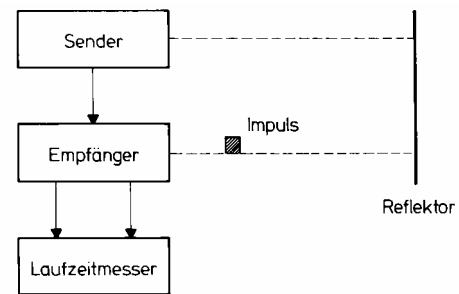 Sender
Impuls
Empfänger
Reflektor
Laufzeitmesser